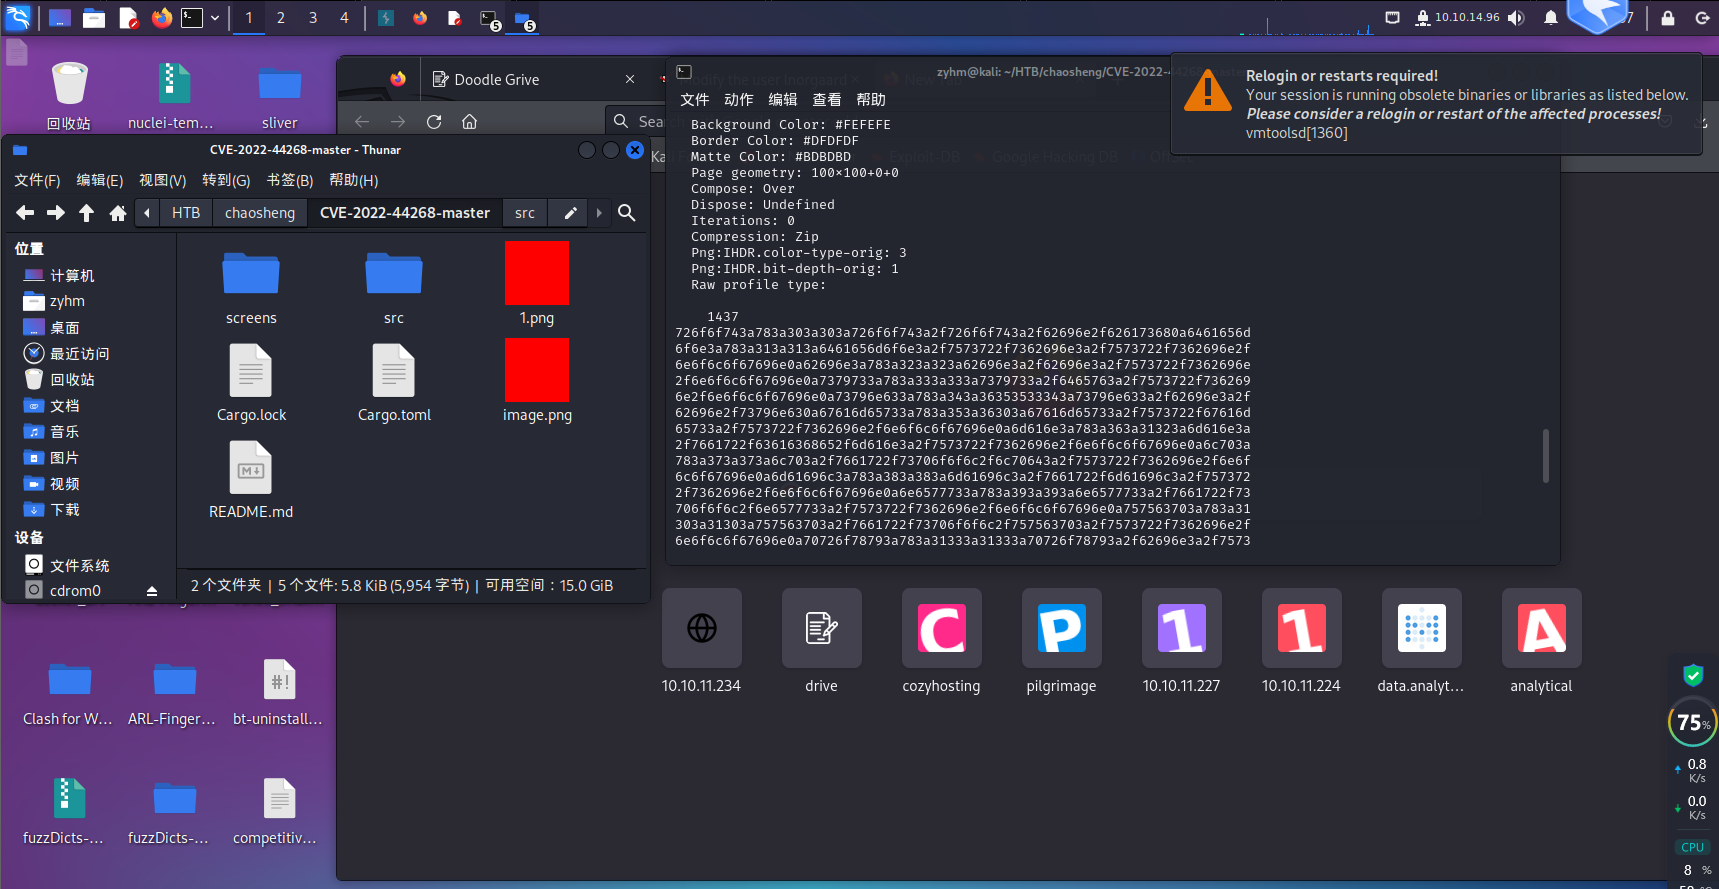 1 2 3 4
5
5
10.10.14.96
7
回收站
nuclei-tem...
sliver
Doodle Grive
zyhm@kali: ~/HTB/chaosheng/CVE-2022-4
Relogin or restarts required!
Your session is running obsolete binaries or libraries as listed below.
Please consider a relogin or restart of the affected processes!
vmtoolsd[1360]
CVE-2022-44268-master - Thunar
文件(F) 编辑(E) 视图(V) 转到(G) 书签(B) 帮助(H)
HTB chaosheng CVE-2022-44268-master src
位置
计算机
zyhm
桌面
最近访问
回收站
文档
音乐
图片
视频
下载
设备
文件系统
cdrom0
screens
src
1.png
Cargo.lock
Cargo.toml
image.png
README.md
2 个文件夹 | 5 个文件: 5.8 KiB (5,954 字节) | 可用空间：15.0 GiB
文件 动作 编辑 查看 帮助
Background Color: #FEFEFE
Border Color: #DFDFDF
Matte Color: #BDBDBD
Page geometry: 100×100+0+0
Compose: Over
Dispose: Undefined
Iterations: 0
Compression: Zip
Png:IHDR.color-type-orig: 3
Png:IHDR.bit-depth-orig: 1
Raw profile type:
1437
726f6f743a783a303a303a726f6f743a2f726f6f743a2f62696e2f626173680a6461656d
6f6e3a783a313a313a6461656d6f6e3a2f7573722f7362696e3a2f7573722f7362696e2f
6e6f6c6f67696e0a62696e3a783a323a323a62696e3a2f62696e3a2f7573722f7362696e
2f6e6f6c6f67696e0a7379733a783a333a333a7379733a2f6465763a2f7573722f736269
6e2f6e6f6c6f67696e0a73796e633a783a343a36353533343a73796e633a2f62696e3a2f
62696e2f73796e630a67616d65733a783a353a36303a67616d65733a2f7573722f67616d
65733a2f7573722f7362696e2f6e6f6c6f67696e0a6d616e3a783a363a31323a6d616e3a
2f7661722f63616368652f6d616e3a2f7573722f7362696e2f6e6f6c6f67696e0a6c703a
783a373a373a6c703a2f7661722f73706f6f6c2f6c70643a2f7573722f7362696e2f6e6f
6c6f67696e0a6d61696c3a783a383a383a6d61696c3a2f7661722f6d61696c3a2f757372
2f7362696e2f6e6f6c6f67696e0a6e6577733a783a393a393a6e6577733a2f7661722f73
706f6f6c2f6e6577733a2f7573722f7362696e2f6e6f6c6f67696e0a757563703a783a31
303a31303a757563703a2f7661722f73706f6f6c2f757563703a2f7573722f7362696e2f
6e6f6c6f67696e0a70726f78793a783a31333a31333a70726f78793a2f62696e3a2f7573
10.10.11.234
drive
cozyhosting
pilgrimage
10.10.11.227
10.10.11.224
data.analyt...
analytical
Clash for W...
ARL-Finger...
bt-uninstall...
fuzzDicts-...
fuzzDicts-...
competitiv...
75%
0.8
K/s
0.0
K/s
CPU
8 %